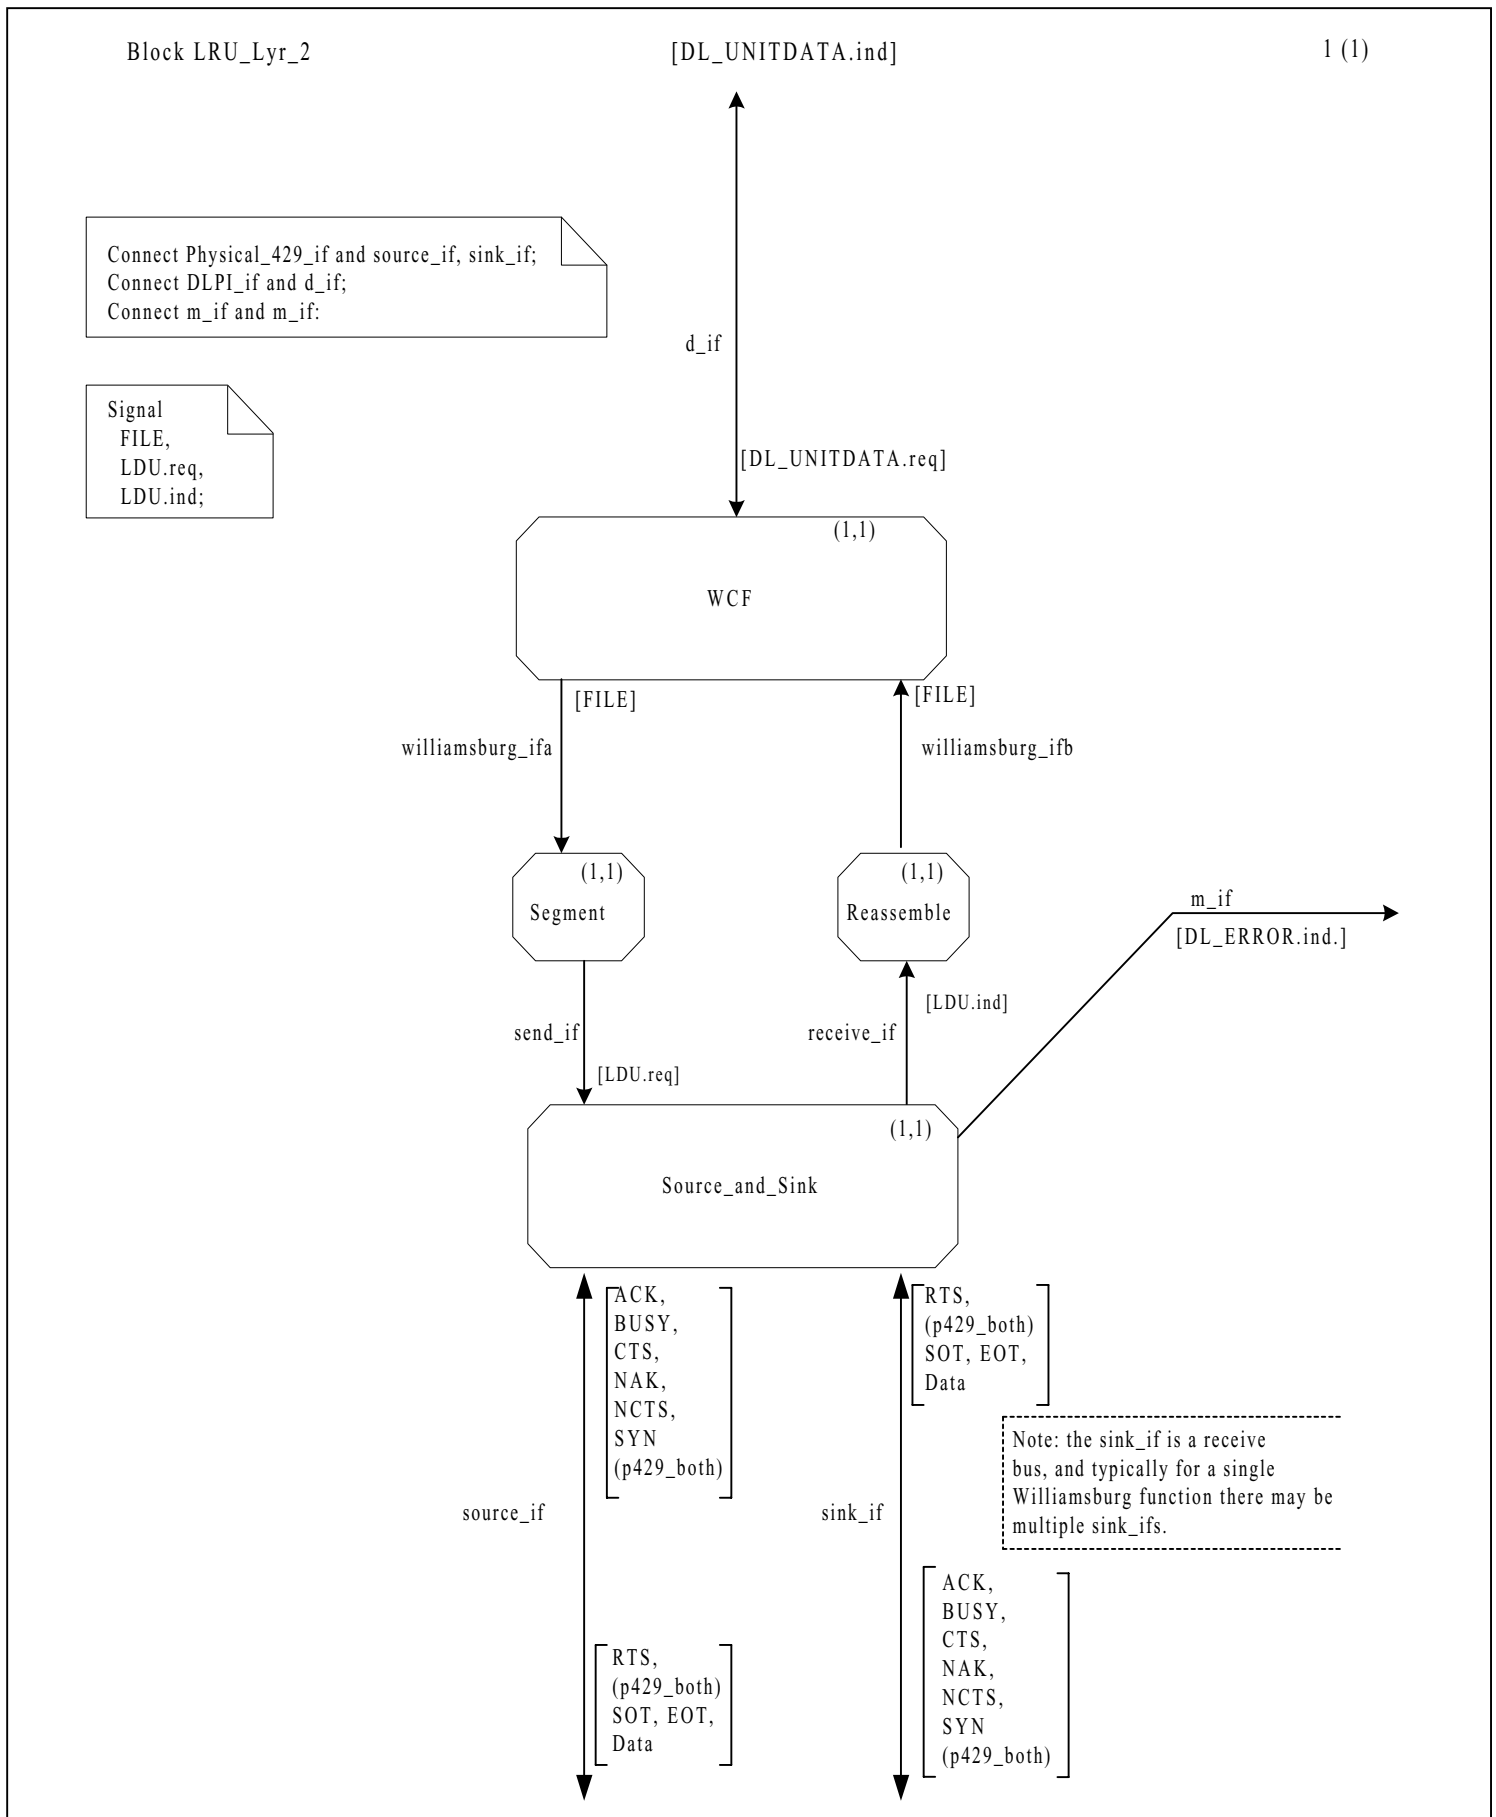 Block LRU_Lyr_2
[DL_UNITDATA.ind]
1 (1)
Connect Physical_429_if and source_if, sink_if;
Connect DLPI_if and d_if;
Connect m_if and m_if:
d_if
Signal
FILE,
LDU.req,
LDU.ind;
[DL_UNITDATA.req]
(1,1)
WCF
[FILE]
[FILE]
williamsburg_ifa
williamsburg_ifb
(1,1)
Segment
(1,1)
Reassemble
m_if
[DL_ERROR.ind.]
[LDU.ind]
send_if
receive_if
[LDU.req]
(1,1)
Source_and_Sink
ACK,
BUSY,
CTS,
NAK,
NCTS,
SYN
(p429_both)
RTS,
(p429_both)
SOT, EOT,
Data
Note: the sink_if is a receive
bus, and typically for a single
Williamsburg function there may be
multiple sink_ifs.
source_if
sink_if
RTS,
(p429_both)
SOT, EOT,
Data
ACK,
BUSY,
CTS,
NAK,
NCTS,
SYN
(p429_both)